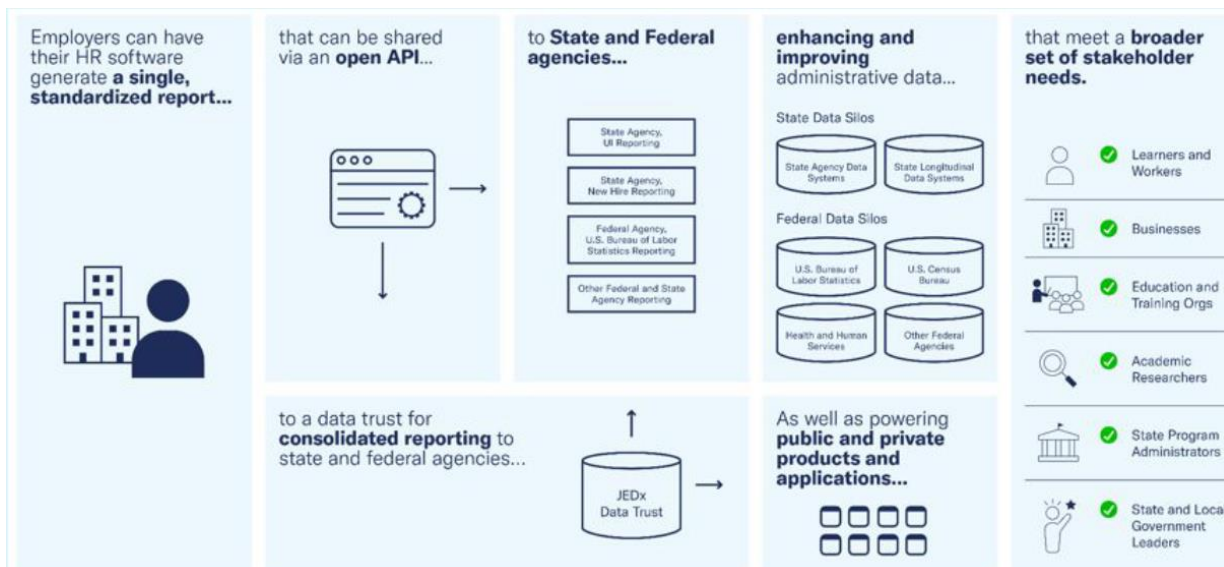 Employers can have
their HR software
generate a single,
standardized report...
that can be shared
via an open API...
to State and Federal
agencies...
State Agency,
UI Reporting
State Agency,
New Hire Reporting
Federal Agency,
U.S. Bureau of Labor
Statistics Reporting
Other Federal and State
Agency Reporting
enhancing and
improving
administrative data...
State Data Silos
State Agency Data
Systems
State Longitudinal
Data Systems
Federal Data Silos
U.S. Bureau of
Labor Statistics
U.S. Census
Bureau
Health and Human
Services
Other Federal
Agencies
that meet a broader
set of stakeholder
needs.
Learners and
Workers
Businesses
Education and
Training Orgs
Academic
Researchers
State Program
Administrators
State and Loca
Government
Leaders
to a data trust for
consolidated reporting to
state and federal agencies...
JEDx
Data Trust
As well as powering
public and private
products and
applications...